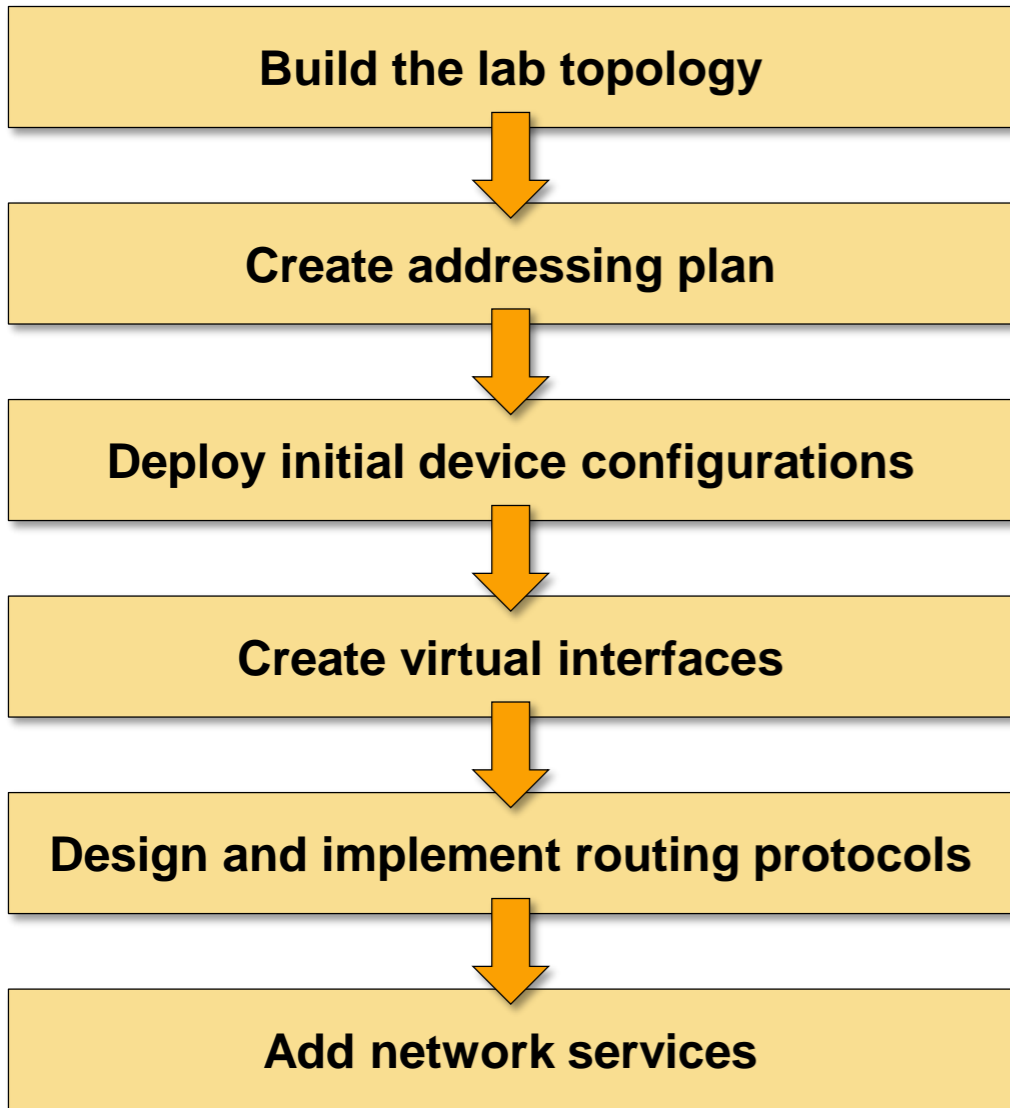 Build the lab topology
Create addressing plan
Deploy initial device configurations
Create virtual interfaces
Design and implement routing protocols
Add network services